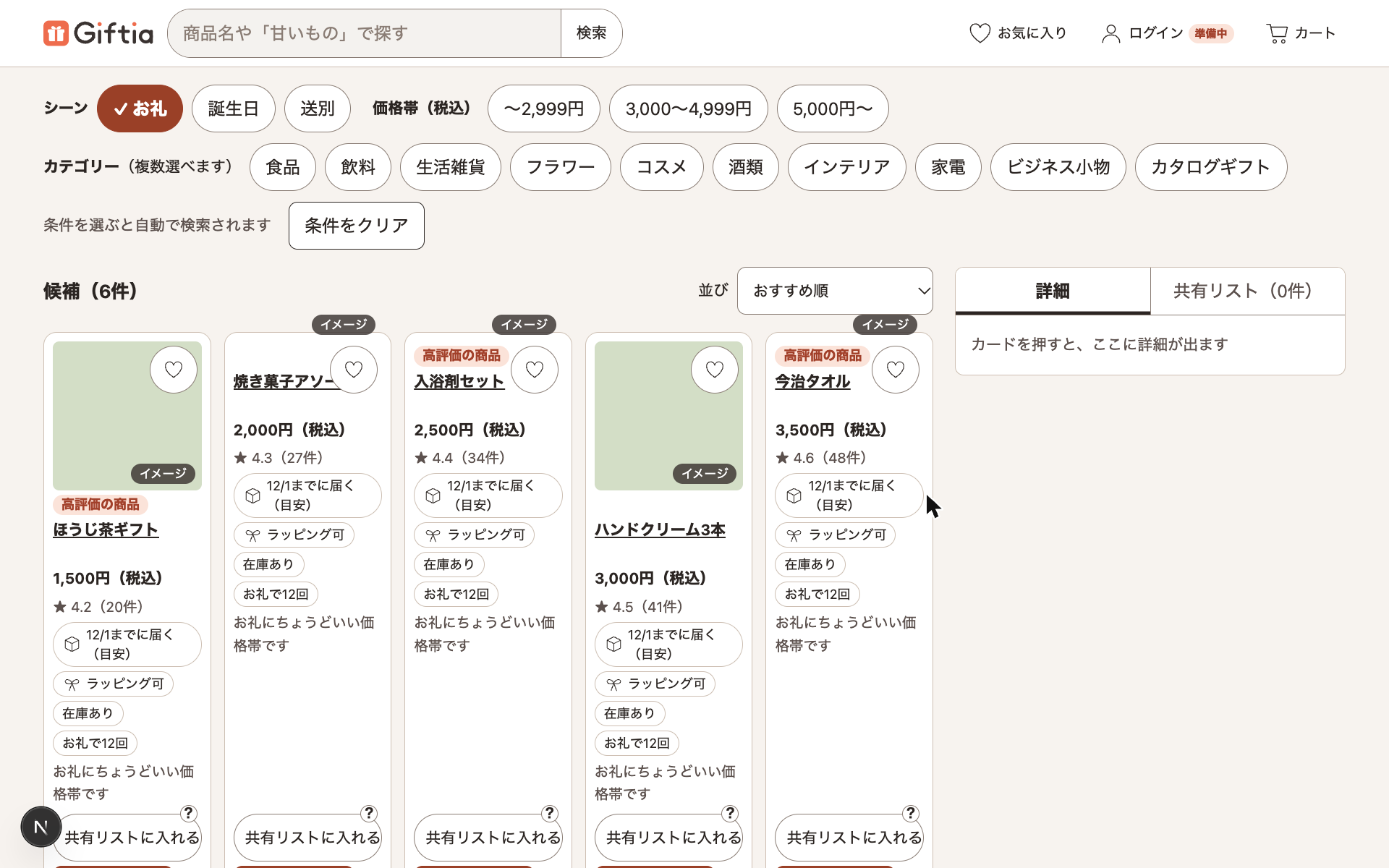 Giftia
商品名や「甘いもの」で探す
検索
お気に入り
ログイン 準備中
カート
シーン
お礼
誕生日
送別
価格帯（税込）
〜2,999円
3,000〜4,999円
5,000円〜
カテゴリー（複数選べます）
食品
飲料
生活雑貨
フラワー
コスメ
酒類
インテリア
家電
ビジネス小物
カタログギフト
条件を選ぶと自動で検索されます
条件をクリア
候補（6件）
並び
おすすめ順
詳細
共有リスト（0件）
カードを押すと、ここに詳細が出ます
イメージ
高評価の商品
ほうじ茶ギフト
1,500円（税込）
★ 4.2（20件）
12/1までに届く
（目安）
ラッピング可
在庫あり
お礼で12回
お礼にちょうどいい価
格帯です
?
共有リストに入れる
イメージ
焼き菓子アソー
2,000円（税込）
★ 4.3（27件）
12/1までに届く
（目安）
ラッピング可
在庫あり
お礼で12回
お礼にちょうどいい価
格帯です
?
共有リストに入れる
イメージ
高評価の商品
入浴剤セット
2,500円（税込）
★ 4.4（34件）
12/1までに届く
（目安）
ラッピング可
在庫あり
お礼で12回
お礼にちょうどいい価
格帯です
?
共有リストに入れる
イメージ
ハンドクリーム3本
3,000円（税込）
★ 4.5（41件）
12/1までに届く
（目安）
ラッピング可
在庫あり
お礼で12回
お礼にちょうどいい価
格帯です
?
共有リストに入れる
イメージ
高評価の商品
今治タオル
3,500円（税込）
★ 4.6（48件）
12/1までに届く
（目安）
ラッピング可
在庫あり
お礼で12回
お礼にちょうどいい価
格帯です
?
共有リストに入れる
N